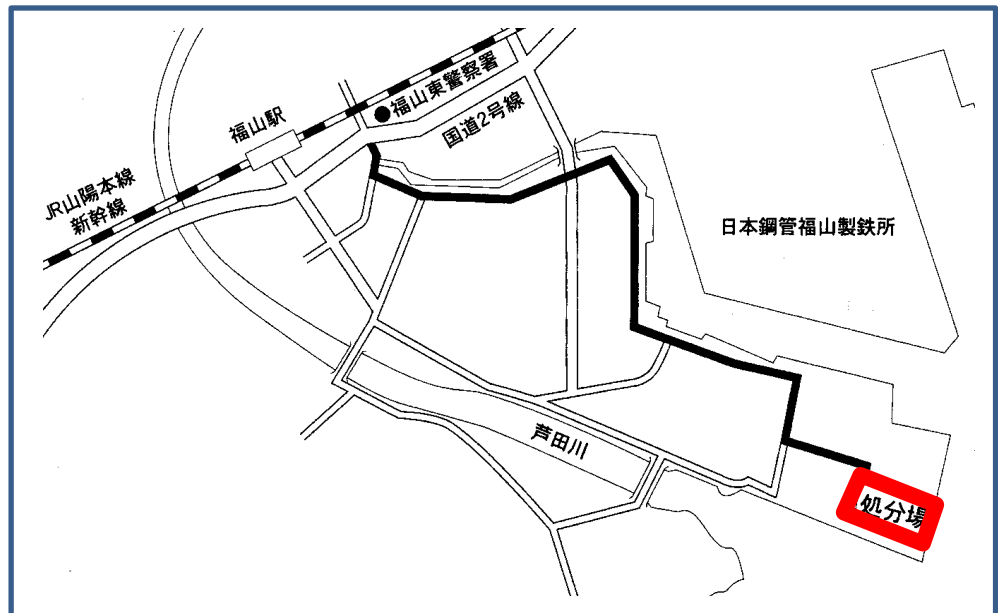 福山東警察署
福山駅
国道2号線
JR山陽本線
新幹線
日本鋼管福山製鉄所
芦田川
処分場